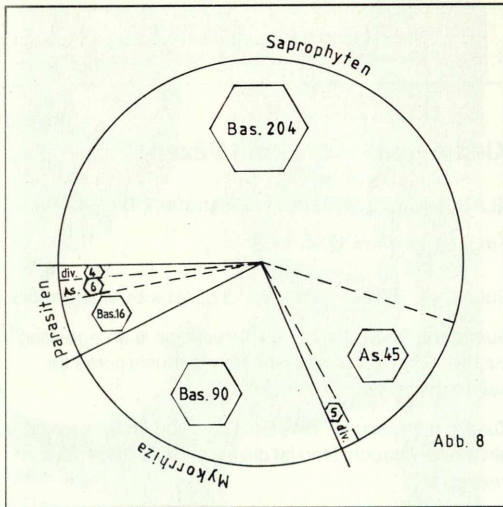 Saprophyten
Bas. 204
Parasiten
div. 4
As. 6
Bas.16
As.45
Bas. 90
5 div.
Mykorrhiza
Abb. 8